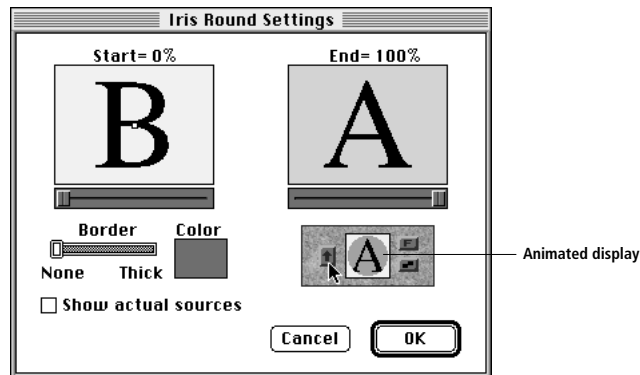 Iris Round Settings
Start= 0%
End= 100%
B
A
Border
Color
None
Thick
A
F
Animated display
Show actual sources
Cancel
OK